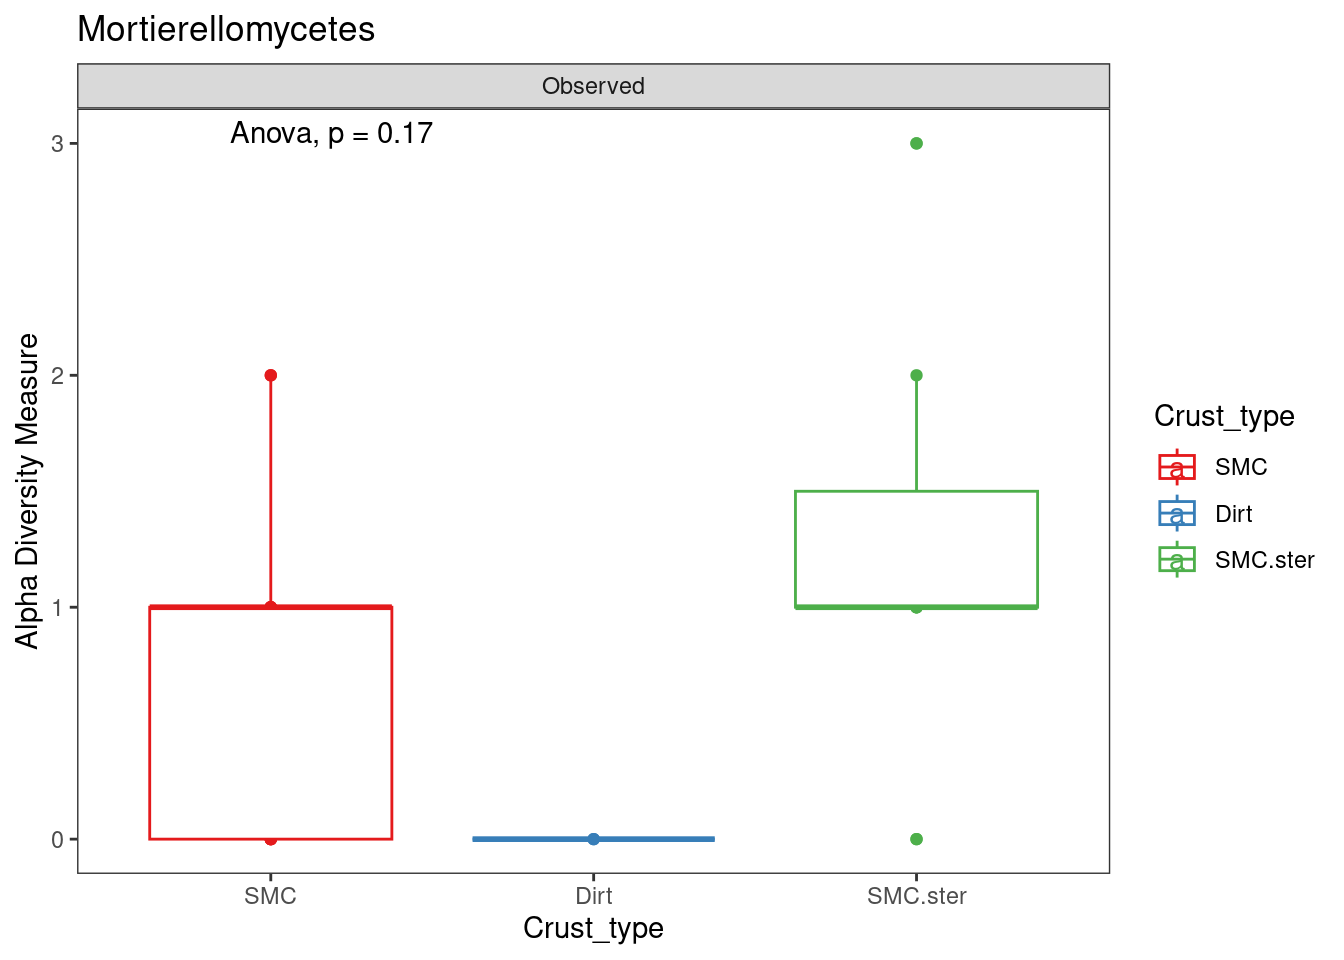 Mortierellomycetes
Observed
Anova, p = 0.17
3
2
1
0
Alpha Diversity Measure
SMC
Dirt
SMC.ster
Crust_type
Crust_type
a SMC
a Dirt
a SMC.ster